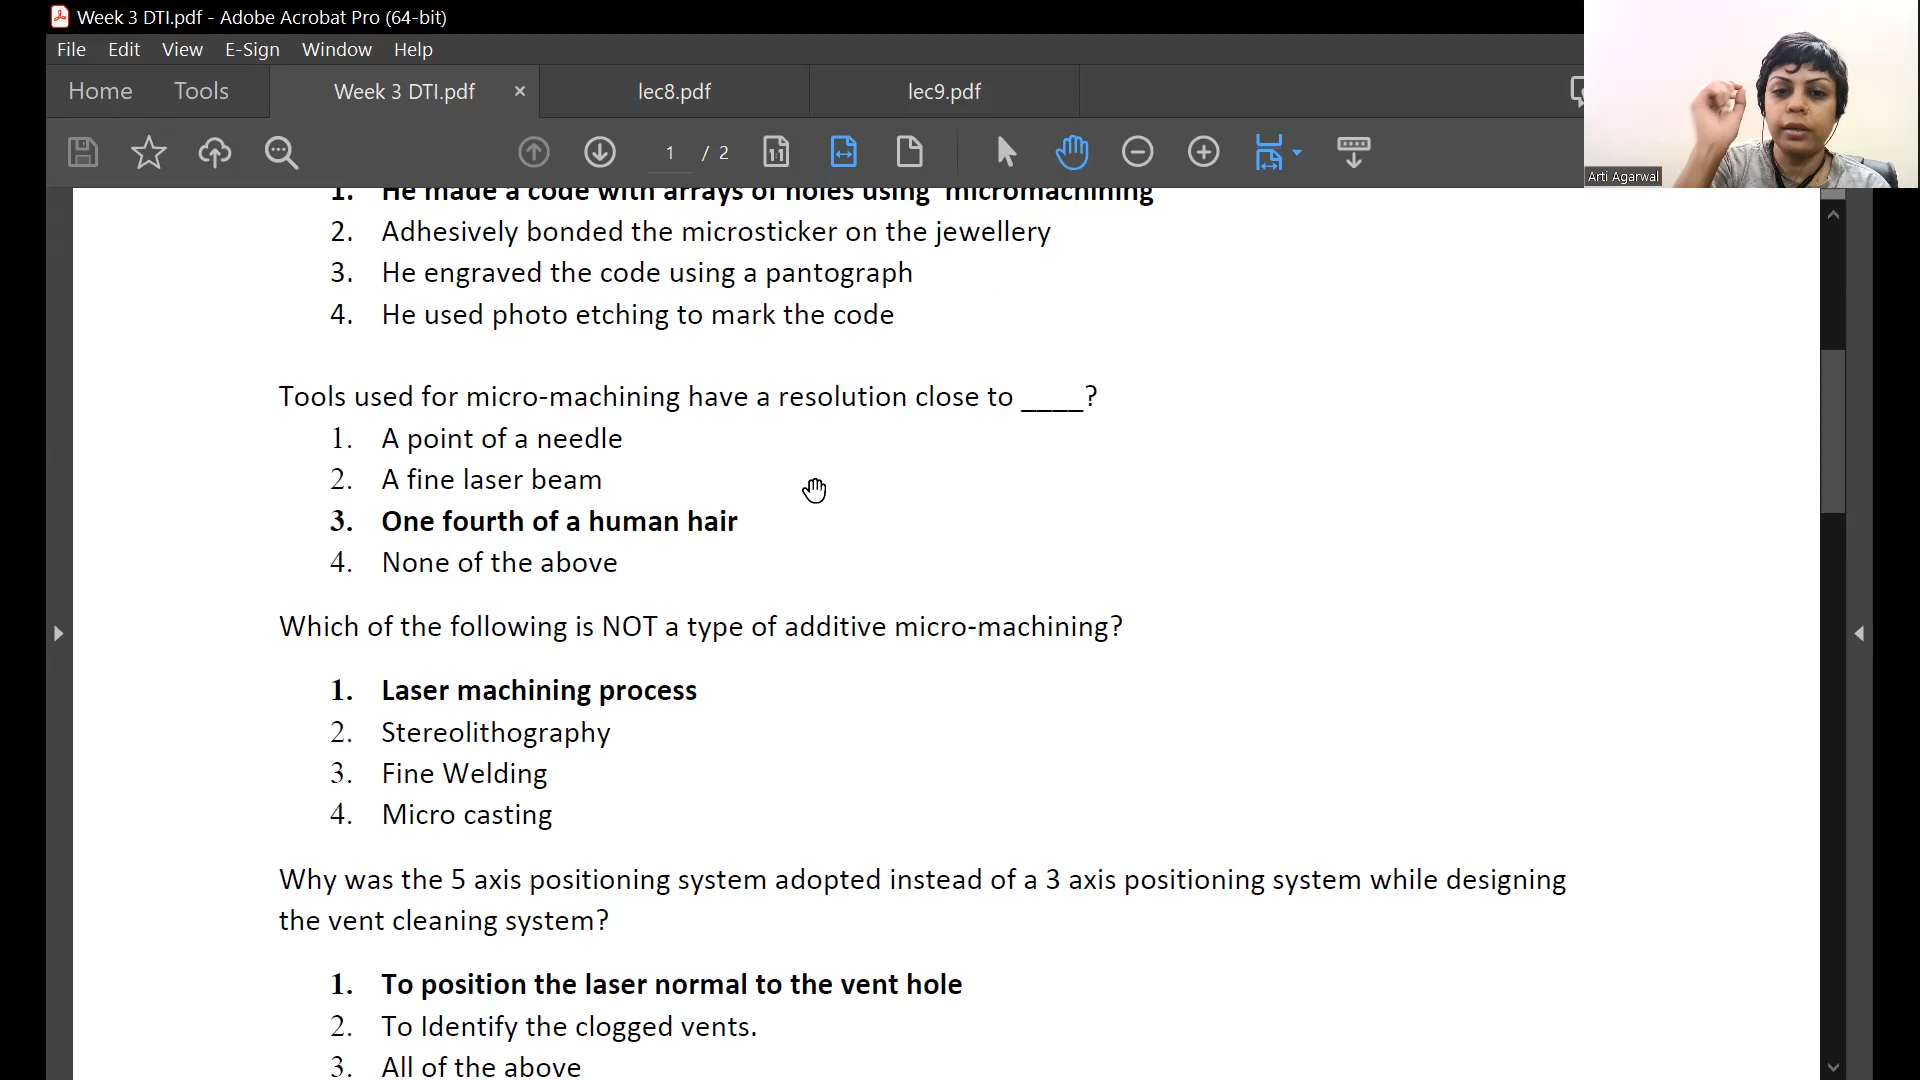 Week 3 DTI.pdf - Adobe Acrobat Pro (64-bit)
File Edit View E-Sign Window Help
Home Tools Week 3 DTI.pdf × lec8.pdf lec9.pdf
1 / 2
Arti Agarwal
1. He made a code with arrays of holes using micromachining
2. Adhesively bonded the microsticker on the jewellery
3. He engraved the code using a pantograph
4. He used photo etching to mark the code
Tools used for micro-machining have a resolution close to ____?
1. A point of a needle
2. A fine laser beam
3. One fourth of a human hair
4. None of the above
Which of the following is NOT a type of additive micro-machining?
1. Laser machining process
2. Stereolithography
3. Fine Welding
4. Micro casting
Why was the 5 axis positioning system adopted instead of a 3 axis positioning system while designing
the vent cleaning system?
1. To position the laser normal to the vent hole
2. To Identify the clogged vents.
3. All of the above